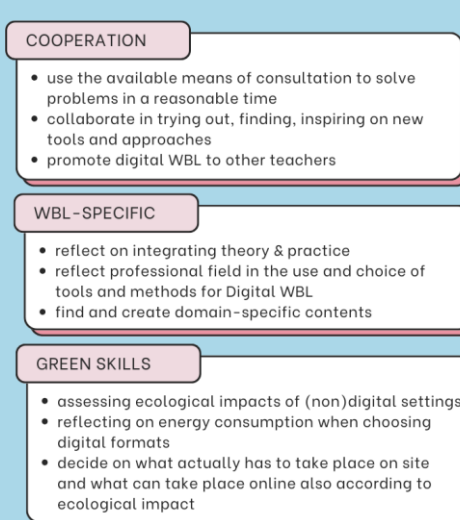 COOPERATION
• use the available means of consultation to solve
problems in a reasonable time
• collaborate in trying out, finding, inspiring on new
tools and approaches
• promote digital WBL to other teachers
WBL-SPECIFIC
• reflect on integrating theory & practice
• reflect professional field in the use and choice of
tools and methods for Digital WBL
• find and create domain-specific contents
GREEN SKILLS
• assessing ecological impacts of (non)digital settings
• reflecting on energy consumption when choosing
digital formats
• decide on what actually has to take place on site
and what can take place online also according to
ecological impact